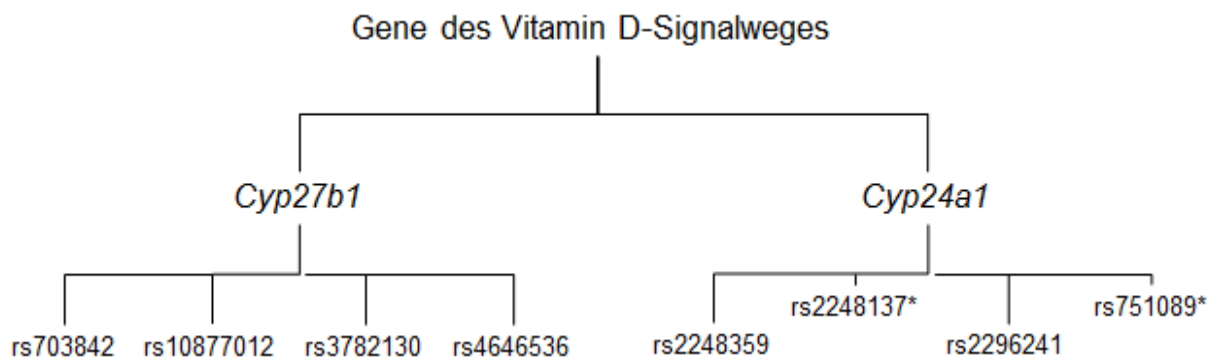 Gene des Vitamin D-Signalweges
Cyp27b1 Cyp24a1
rs703842 rs10877012 rs3782130 rs4646536 rs2248359 rs2248137* rs2296241 rs751089*